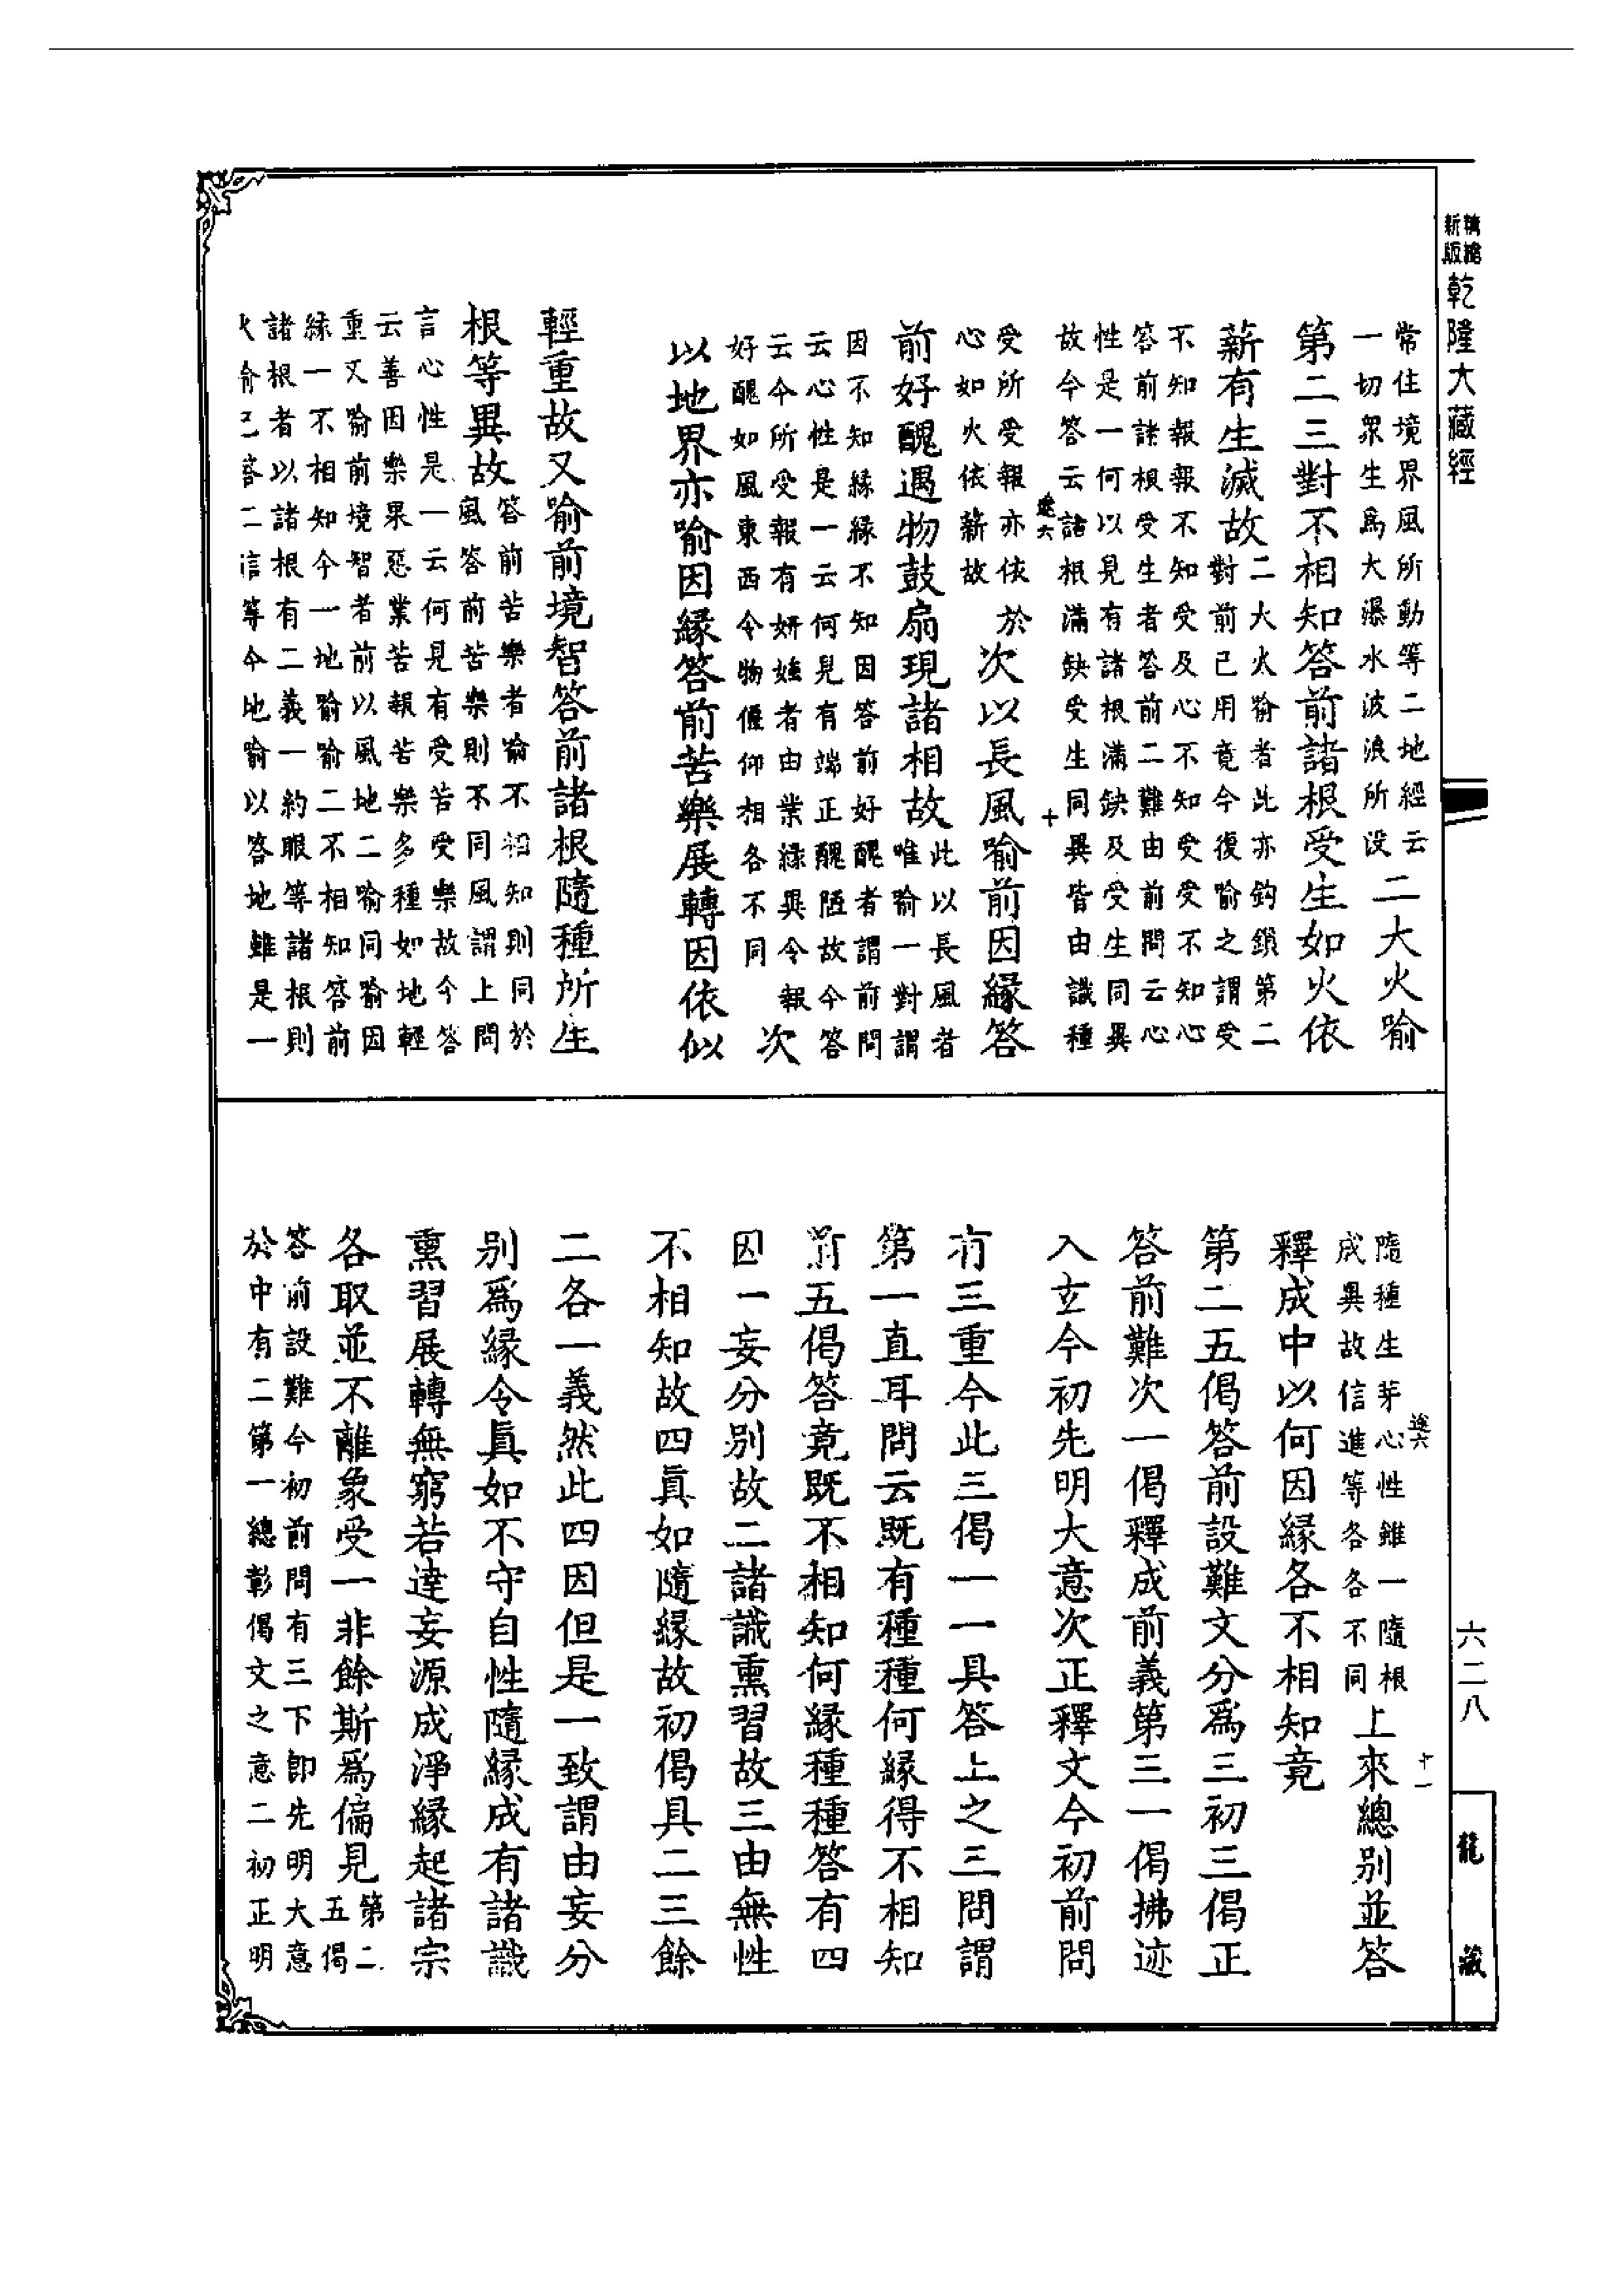 精縮新版 乾隆大藏經
常住境界風所動等二地經云
一切眾生爲大瀑水波浪所没
二大火喻
第二三對不相知答前諸根受生如火依
薪有生滅故
二大火喻者此亦鈎鎖第二
對前已用竟今復喻之謂受
不知報報不知受及心不知受受不知心
答前諸根受生者答前二難由前問云心
性是一何以見有諸根滿缺及受生同異
故今答云諸根滿缺受生同異皆由識種
逵六 十
受所受報亦依於
心如火依薪故
次以長風喻前因緣答
前好醜遇物鼓扇現諸相故
此以長風者
唯喻一對謂
因不知緣緣不知因答前好醜者謂前問
云心性是一云何見有端正醜陋故今答
云今所受報有妍媸者由業緣異令報
好醜如風東西令物偃仰相各不同
次
以地界亦喻因緣答前苦樂展轉因依似
輕重故又喻前境智答前諸根隨種所生
根等異故
答前苦樂者喻不相知則同於
風答前苦樂則不同風謂上問
言心性是一云何見有受苦受樂故今答
云善因樂果惡業苦報苦樂多種如地輕
重又喻前境智者前以風地二喻同喻因
緣一不相知今一地喻喻二不相知答前
諸根者以諸根有二義一約眼等諸根則
火喻已答二信等今地喻以答地雖是一
隨種生芽心性雖一隨根
成異故信進等各各不同
上來總別並答
逵六 十一
釋成中以何因緣各不相知竟
第二五偈答前設難文分爲三初三偈正
答前難次一偈釋成前義第三一偈拂迹
入玄今初先明大意次正釋文今初前問
有三重今此三偈一一具答上之三問謂
第一直耳問云既有種種何緣得不相知
前五偈答竟既不相知何緣種種答有四
因一妄分別故二諸識熏習故三由無性
不相知故四眞如隨緣故初偈具二三餘
二各一義然此四因但是一致謂由妄分
別爲緣令眞如不守自性隨緣成有諸識
熏習展轉無窮若達妄源成淨緣起諸宗
各取並不離象受一非餘斯爲偏見
第二
五偈
答前設難今初前問有三下即先明大意
於中有二第一總彰偈文之意二初正明
六二八
龍藏